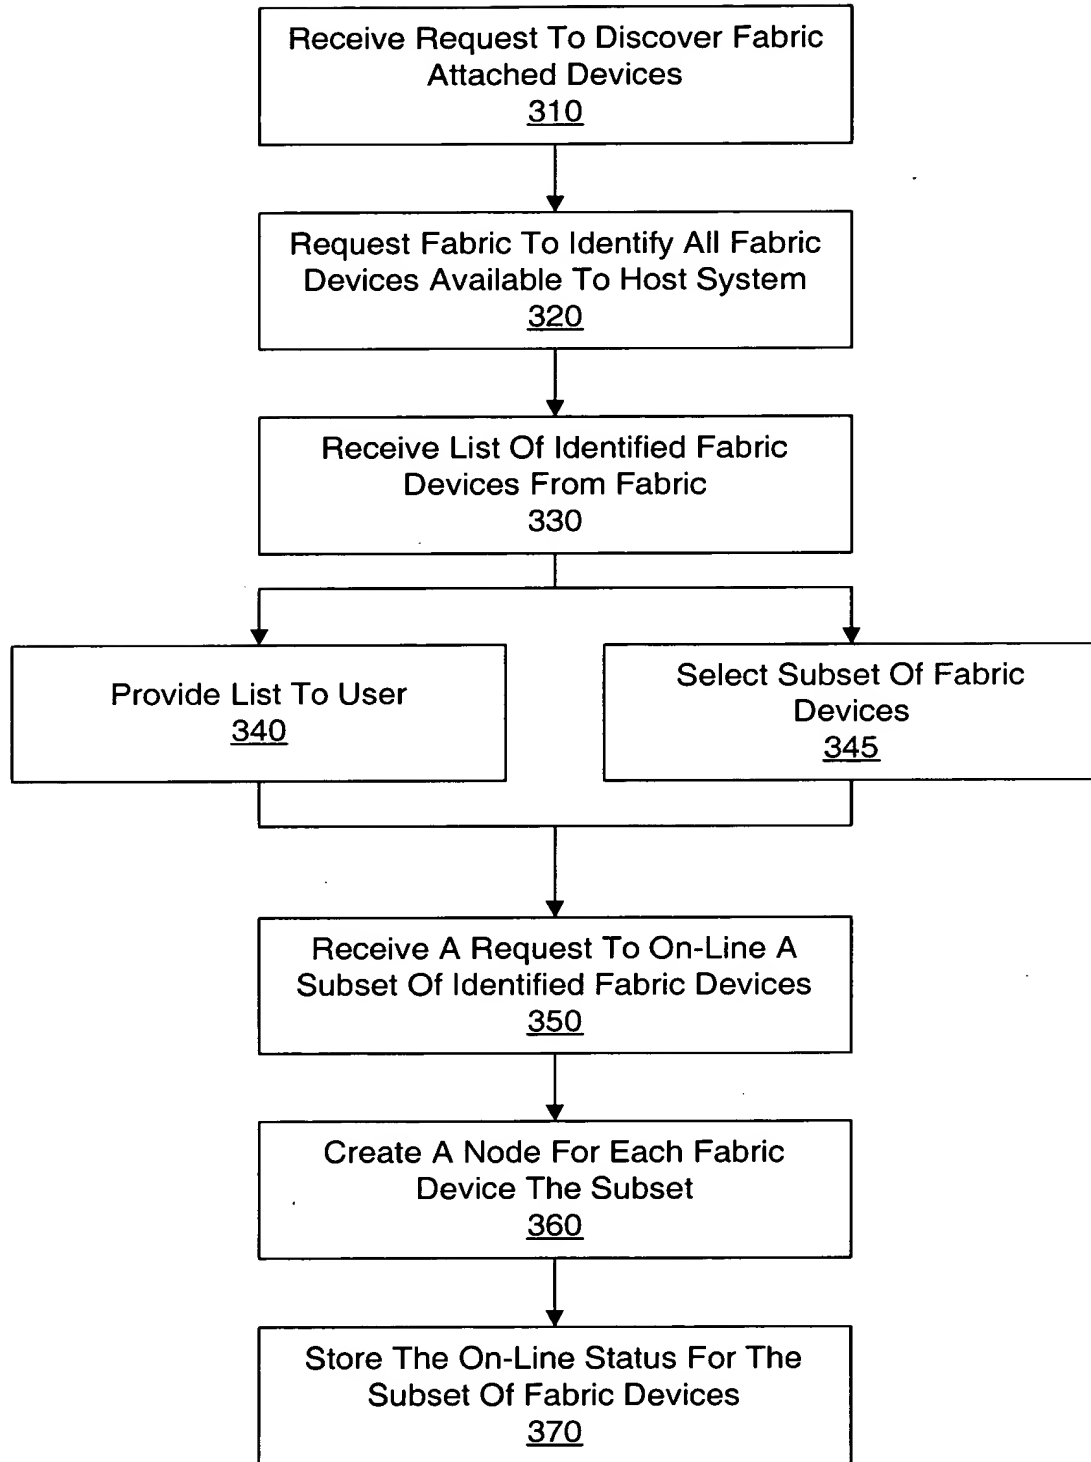 Receive Request To Discover Fabric
Attached Devices
310
Request Fabric To Identify All Fabric
Devices Available To Host System
320
Receive List Of Identified Fabric
Devices From Fabric
330
Provide List To User
340
Select Subset Of Fabric
Devices
345
Receive A Request To On-Line A
Subset Of Identified Fabric Devices
350
Create A Node For Each Fabric
Device The Subset
360
Store The On-Line Status For The
Subset Of Fabric Devices
370